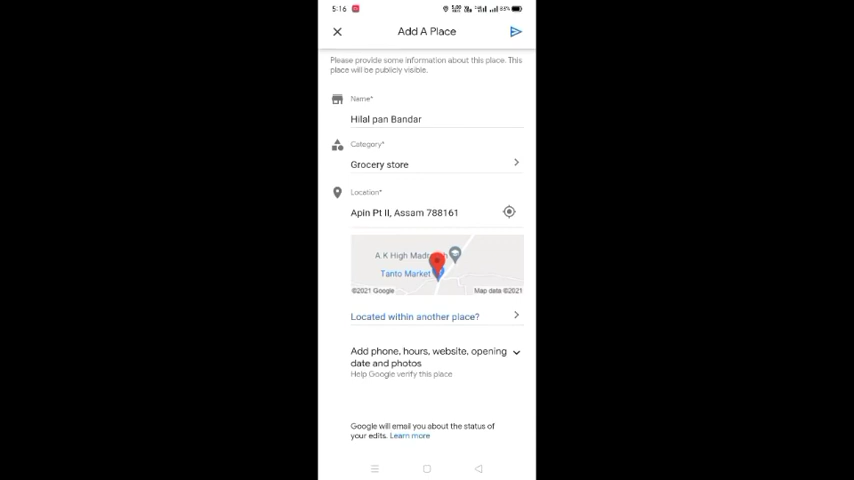 5:16
Add A Place
Please provide some information about this place. This
place will be publicly visible.
Name*
Hilal pan Bandar
Category*
Grocery store
Location*
Apin Pt II, Assam 788161
Tanto Market
©2021 Google
Map data ©2021
Located within another place?
Add phone, hours, website, opening
date and photos
Help Google verify this place
Google will email you about the status of
your edits. Learn more